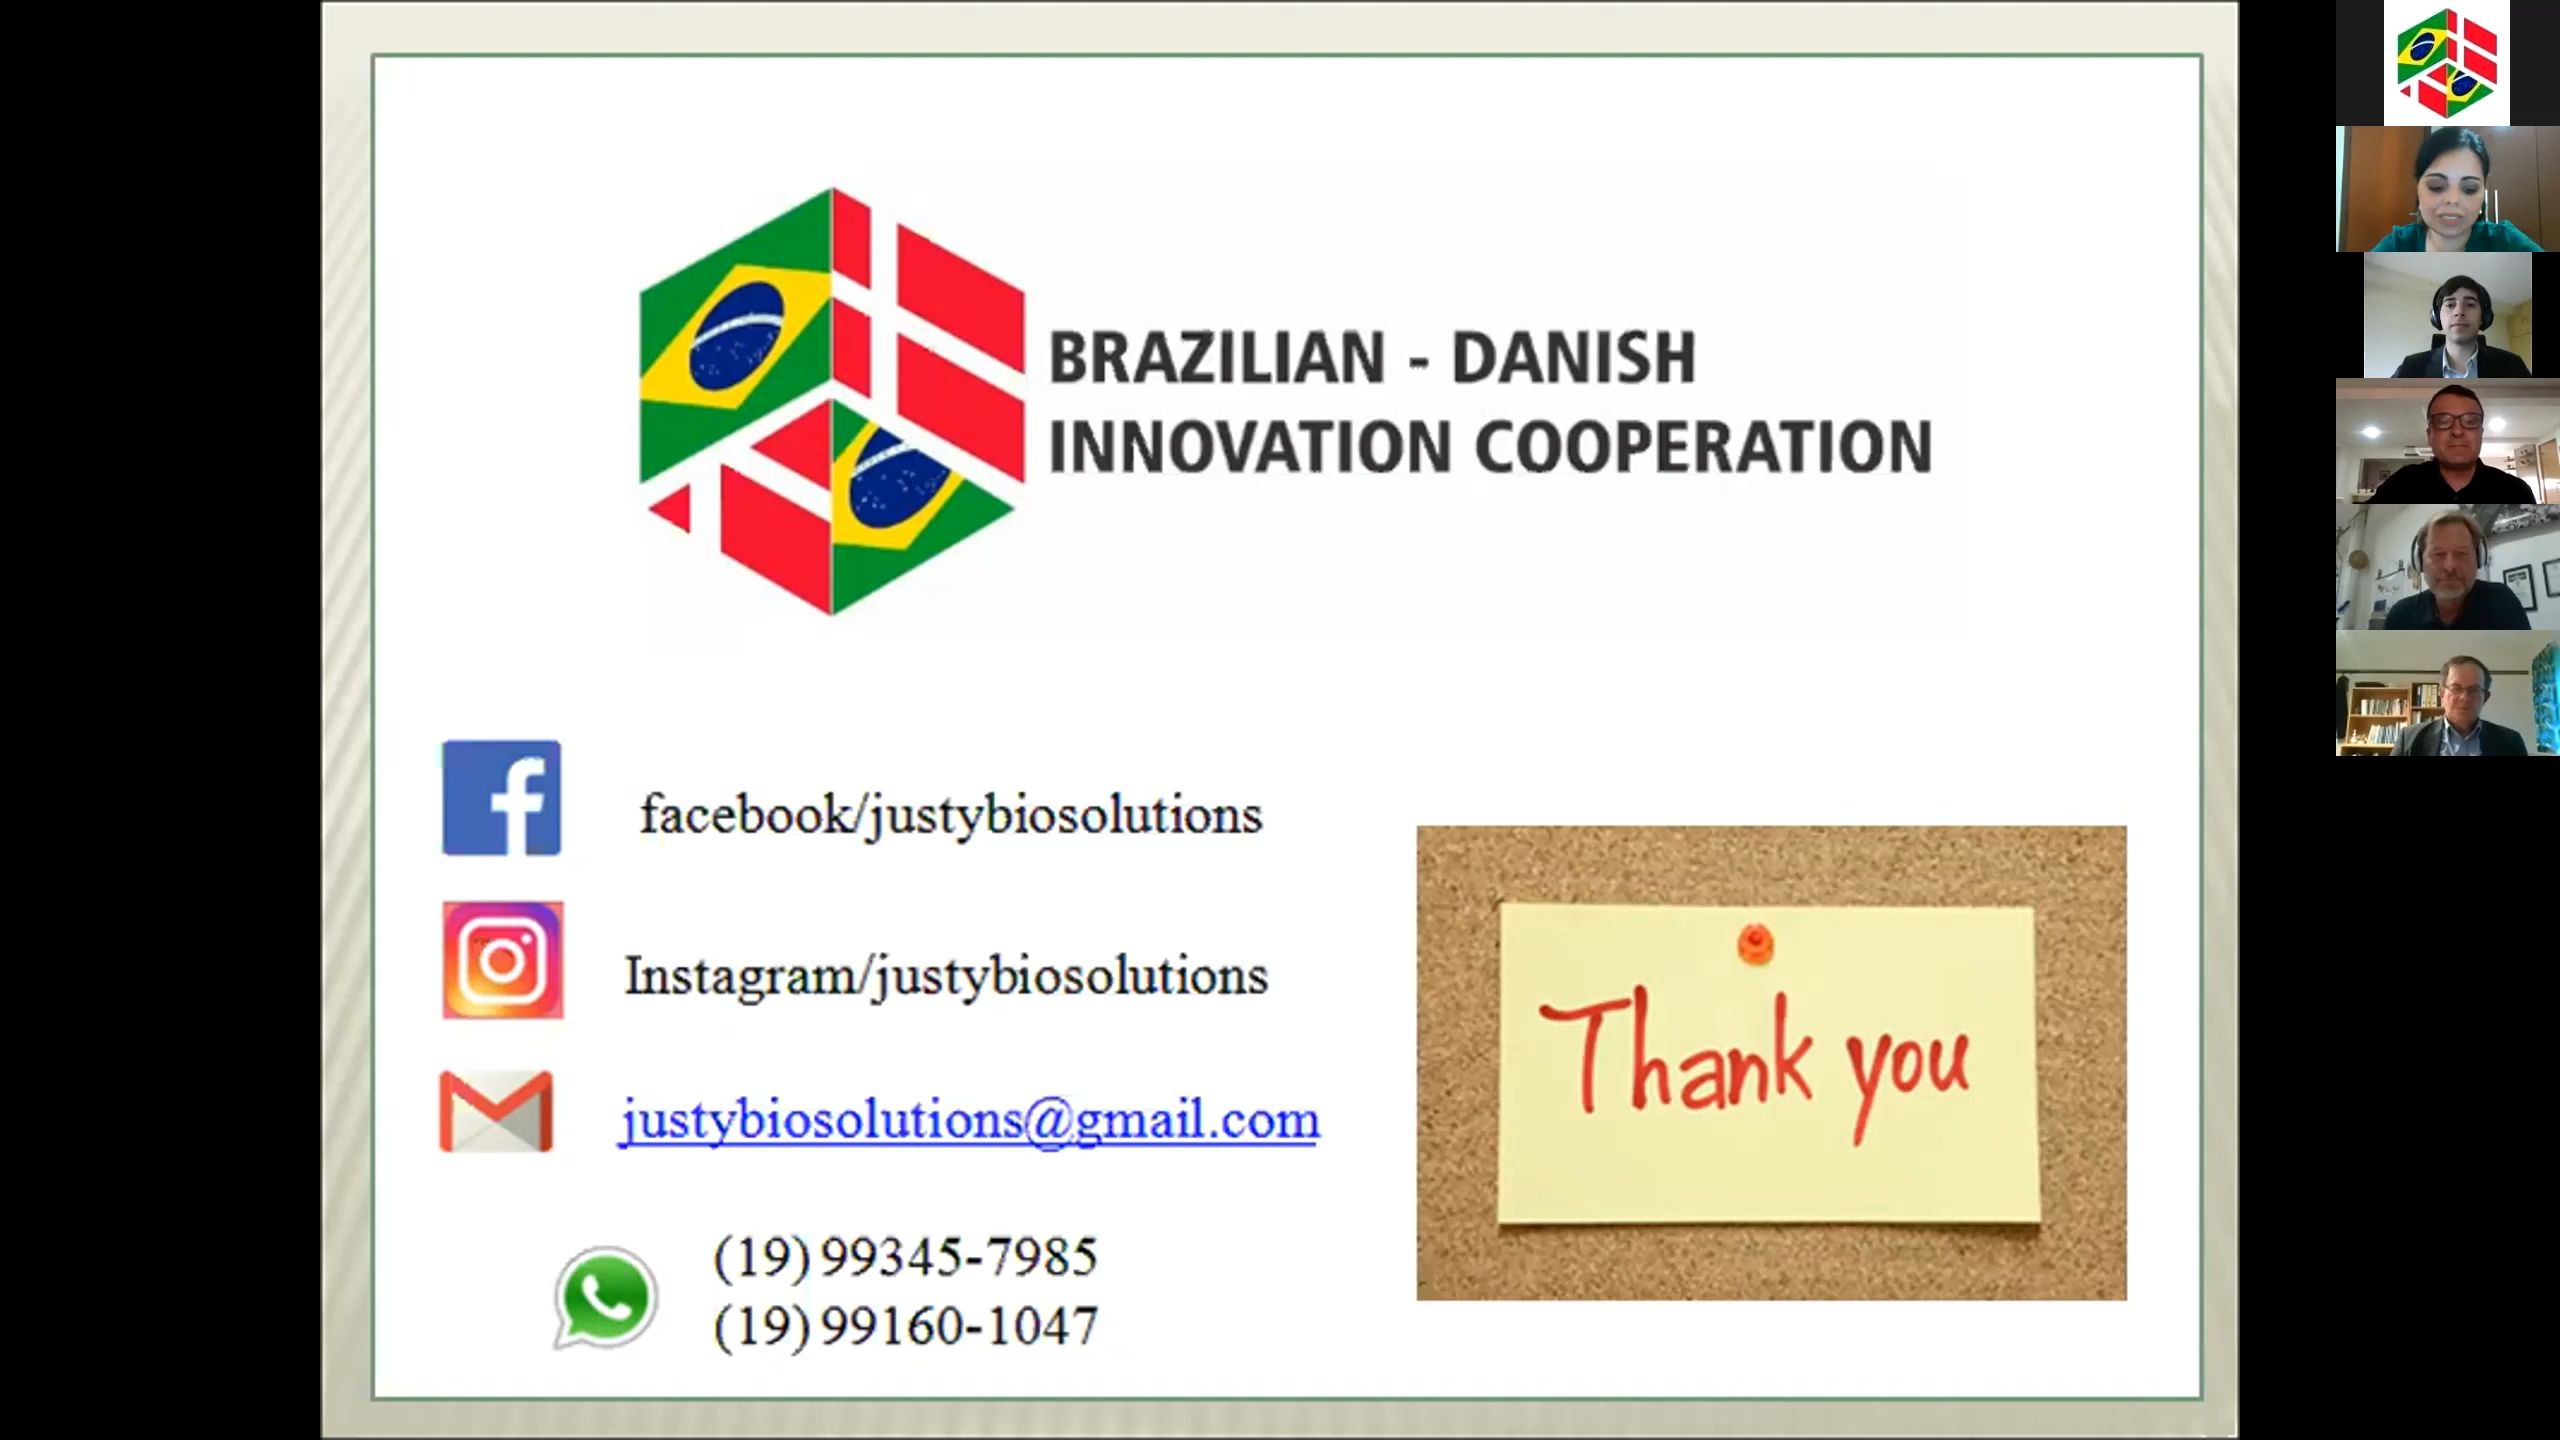 BRAZILIAN - DANISH
INNOVATION COOPERATION
facebook/justybiosolutions
Instagram/justybiosolutions
justybiosolutions@gmail.com
(19) 99345-7985
(19) 99160-1047
Thank you